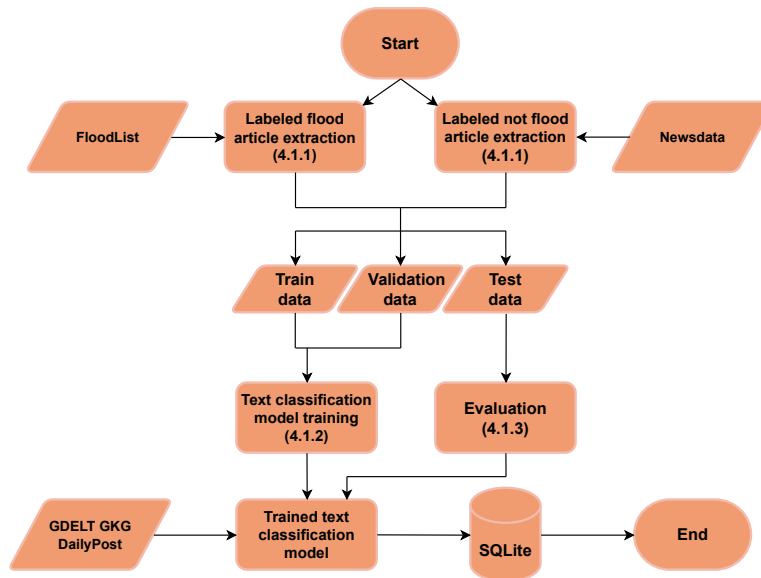 Start
FloodList
Labeled flood
article extraction
(4.1.1)
Labeled not flood
article extraction
(4.1.1)
Newsdata
Train
data
Validation
data
Test
data
Text classification
model training
(4.1.2)
Evaluation
(4.1.3)
GDELT GKG
DailyPost
Trained text
classification
model
SQLite
End